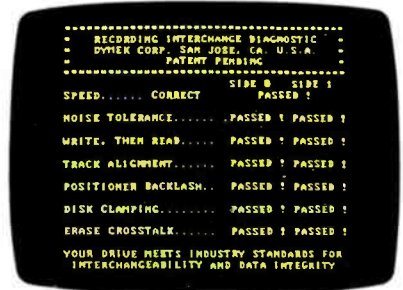 RECORDING INTERCHANGE DIAGNOSTIC
DYMEK CORP. SAN JOSE, CA. U.S.A.
PATENT PENDING
SIDE 0 SIDE 1
SPEED...... CORRECT PASSED !
NOISE TOLERANCE...... .PASSED ! PASSED !
WRITE, THEN READ..... PASSED ! PASSED !
TRACK ALIGNMENT...... PASSED ! PASSED !
POSITIONER BACKLASH.. PASSED ! PASSED !
DISK CLAMPING........ PASSED ! PASSED !
ERASE CROSSTALK...... PASSED ! PASSED !
YOUR DRIVE MEETS INDUSTRY STANDARDS FOR
INTERCHANGEABILITY AND DATA INTEGRITY